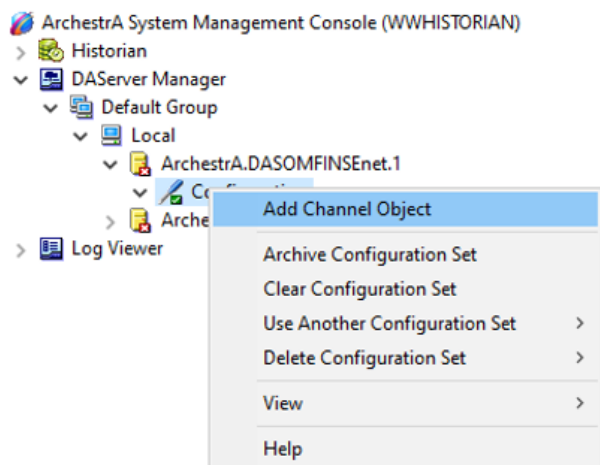 ArchestrA System Management Console (WWHISTORIAN)
Historian
DAServer Manager
Default Group
Local
ArchestrA.DASOMFINSEnet.1
Add Channel Object
Log Viewer
Archive Configuration Set
Clear Configuration Set
Use Another Configuration Set
Delete Configuration Set
View
Help